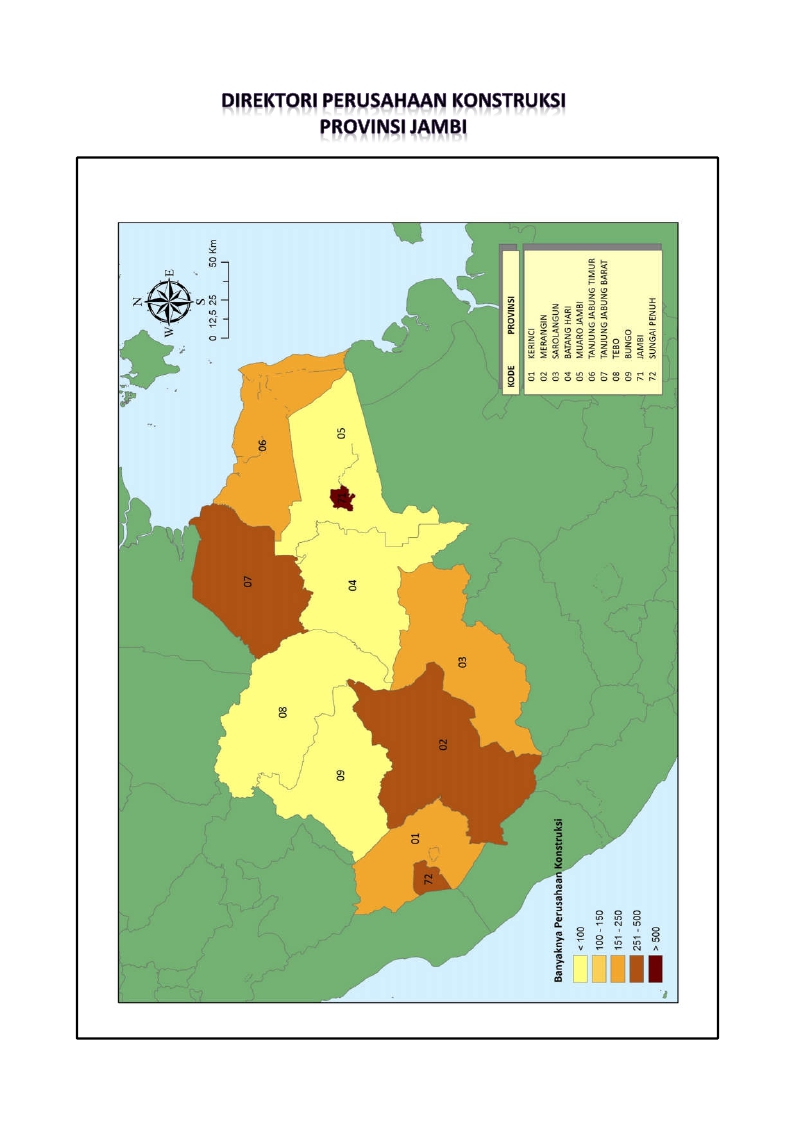 DIREKTORI PERUSAHAAN KONSTRUKSI
PROVINSI JAMBI
N
W E
S
0 12,5 25 50 Km
06
05
07
04
03
08
02
09
01
72
KODE PROVINSI
01 KERINCI
02 MERANGIN
03 SAROLANGUN
04 BATANG HARI
05 MUARO JAMBI
06 TANJUNG JABUNG TIMUR
07 TANJUNG JABUNG BARAT
08 TEBO
09 BUNGO
71 JAMBI
72 SUNGAI PENUH
Banyaknya Perusahaan Konstruksi
< 100
100 - 150
151 - 250
251 - 500
> 500